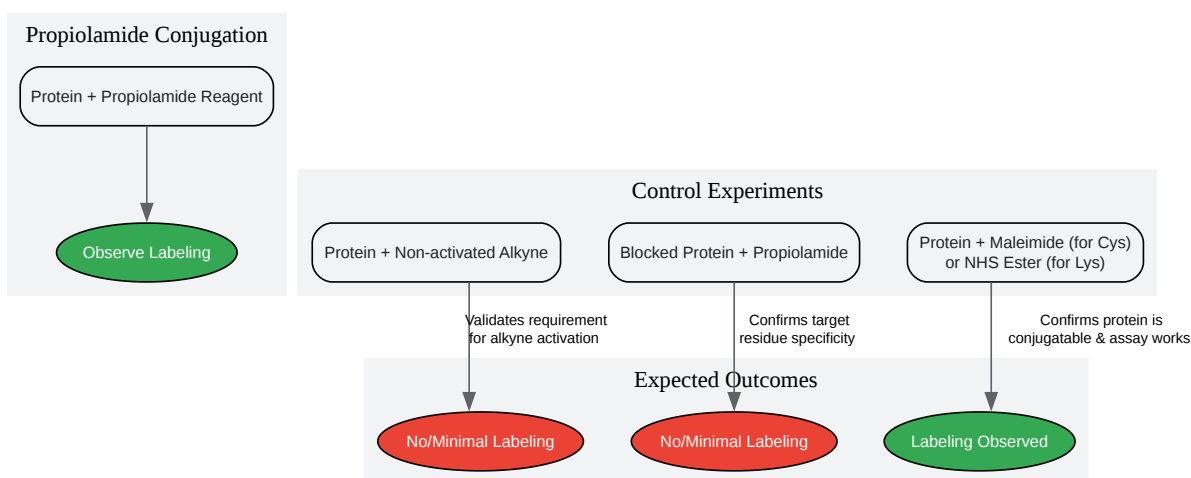 Propiolamide Conjugation
Protein + Propiolamide Reagent
Observe Labeling
Control Experiments
Protein + Non-activated Alkyne
Blocked Protein + Propiolamide
Protein + Maleimide (for Cys)
or NHS Ester (for Lys)
Validates requirement
for alkyne activation
Confirms target
residue specificity
Confirms protein is
conjugatable & assay works
Expected Outcomes
No/Minimal Labeling
No/Minimal Labeling
Labeling Observed